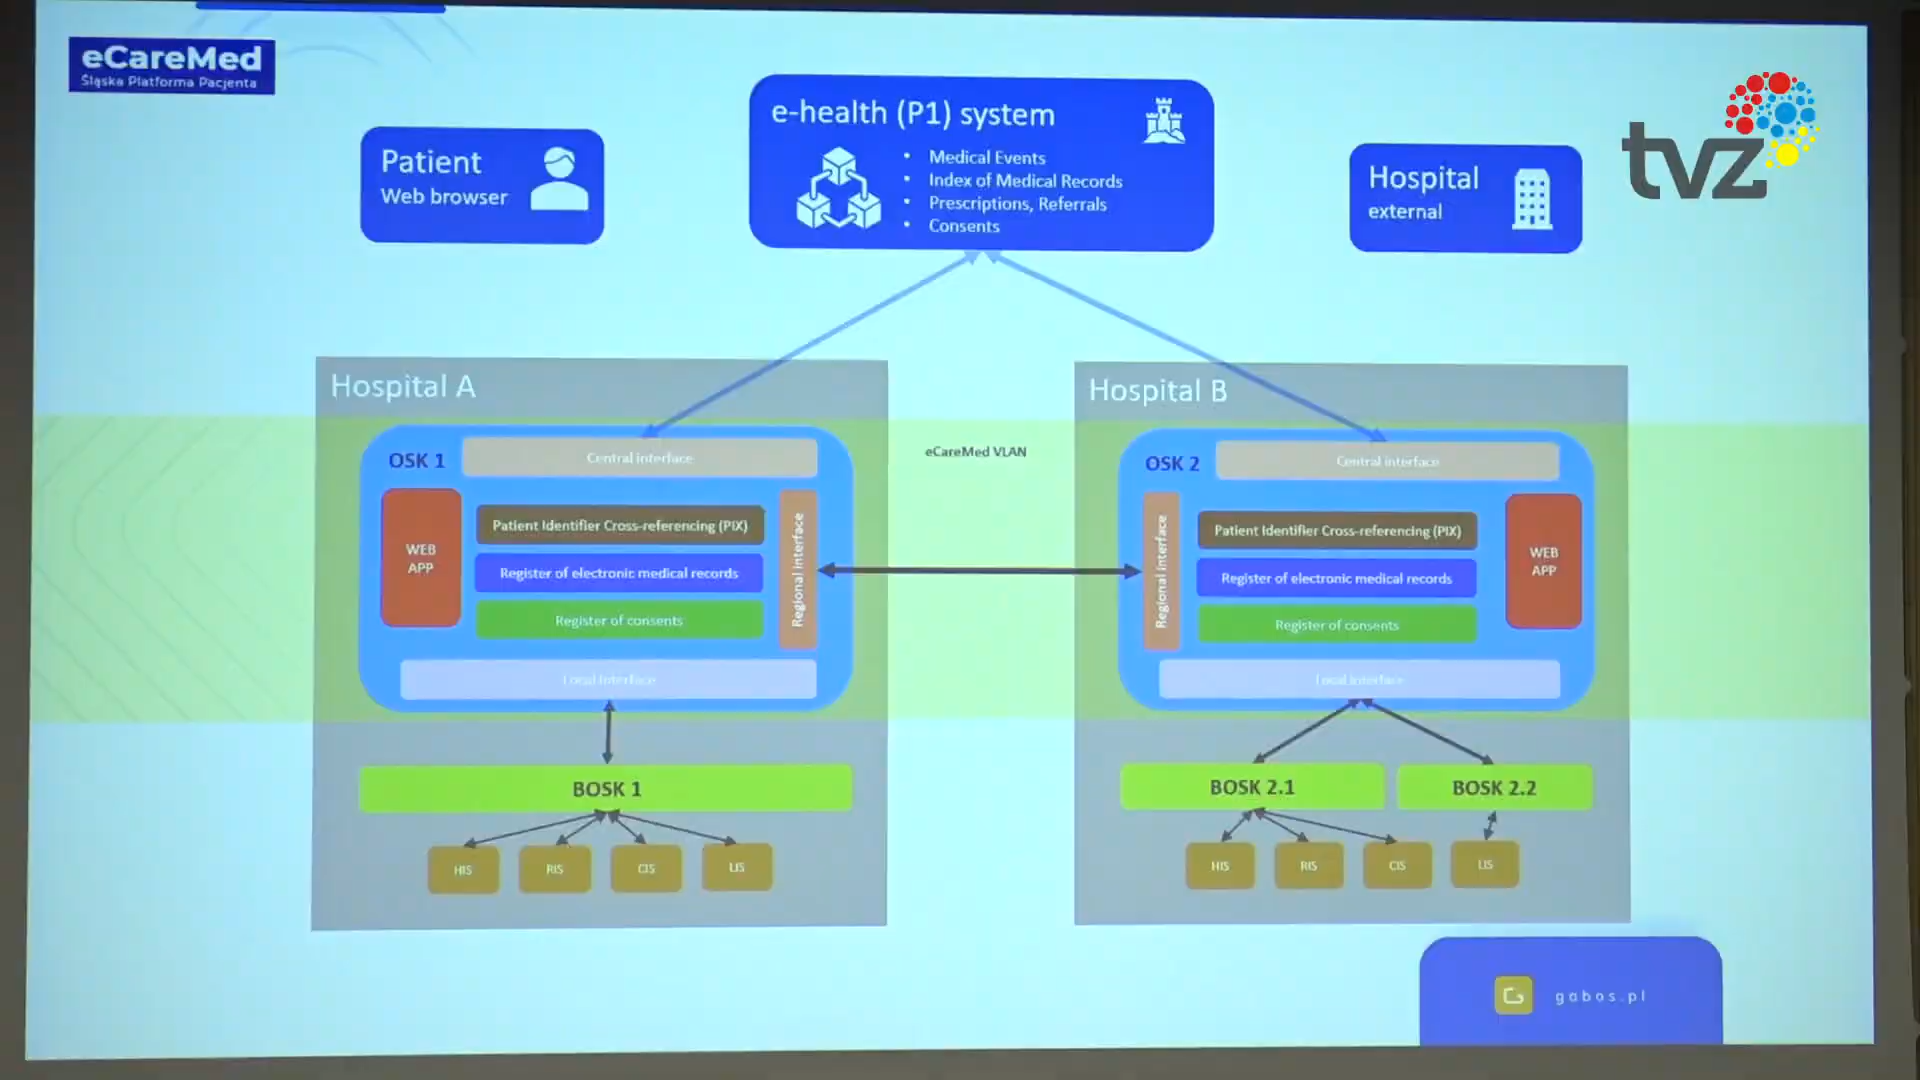 eCareMed
Śląska Platforma Pacjenta
Patient
Web browser
e-health (P1) system
• Medical Events
• Index of Medical Records
• Prescriptions, Referrals
• Consents
Hospital
external
tvz
Hospital A
OSK 1
Central interface
WEB
APP
Patient Identifier Cross-referencing (PIX)
Register of electronic medical records
Register of consents
Regional interface
Local interface
BOSK 1
HIS
RIS
CIS
LIS
eCareMed VLAN
Hospital B
OSK 2
Central interface
Regional interface
Patient Identifier Cross-referencing (PIX)
Register of electronic medical records
Register of consents
WEB
APP
Local interface
BOSK 2.1
BOSK 2.2
HIS
RIS
CIS
LIS
gabos.pl